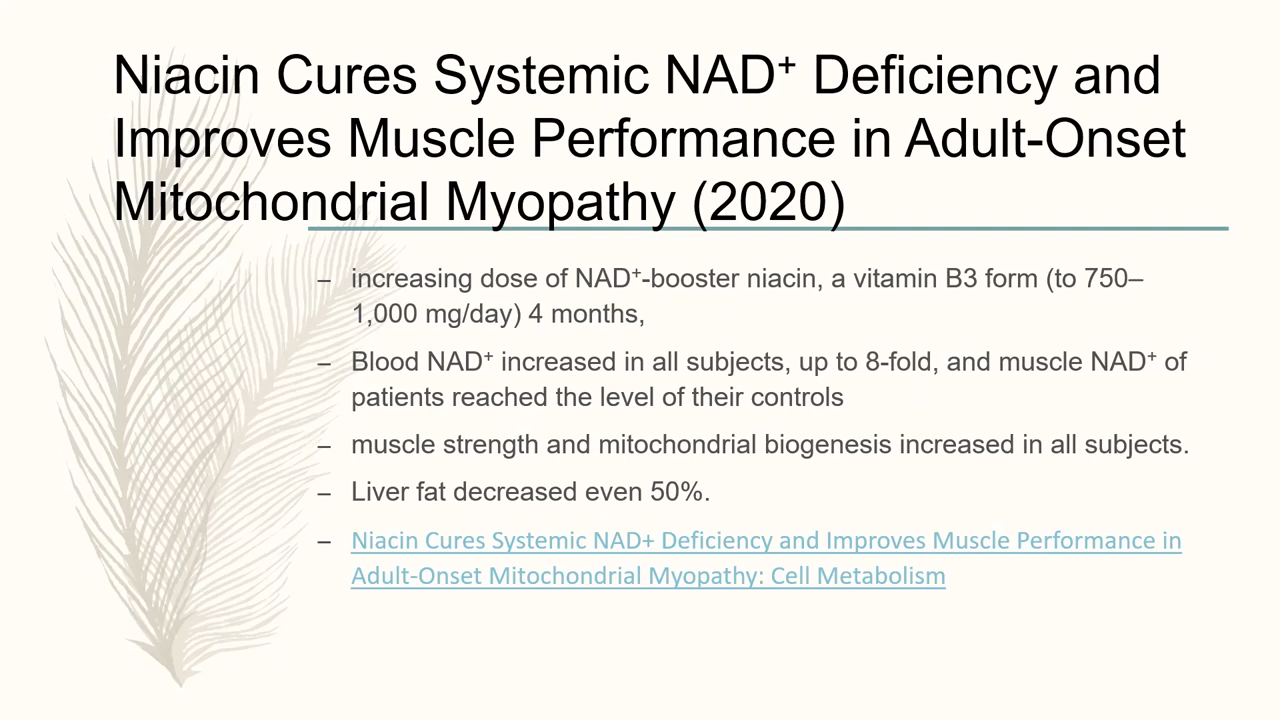 Niacin Cures Systemic NAD⁺ Deficiency and
Improves Muscle Performance in Adult-Onset
Mitochondrial Myopathy (2020)
– increasing dose of NAD⁺-booster niacin, a vitamin B3 form (to 750–
1,000 mg/day) 4 months,
– Blood NAD⁺ increased in all subjects, up to 8-fold, and muscle NAD⁺ of
patients reached the level of their controls
– muscle strength and mitochondrial biogenesis increased in all subjects.
– Liver fat decreased even 50%.
– Niacin Cures Systemic NAD+ Deficiency and Improves Muscle Performance in
Adult-Onset Mitochondrial Myopathy: Cell Metabolism